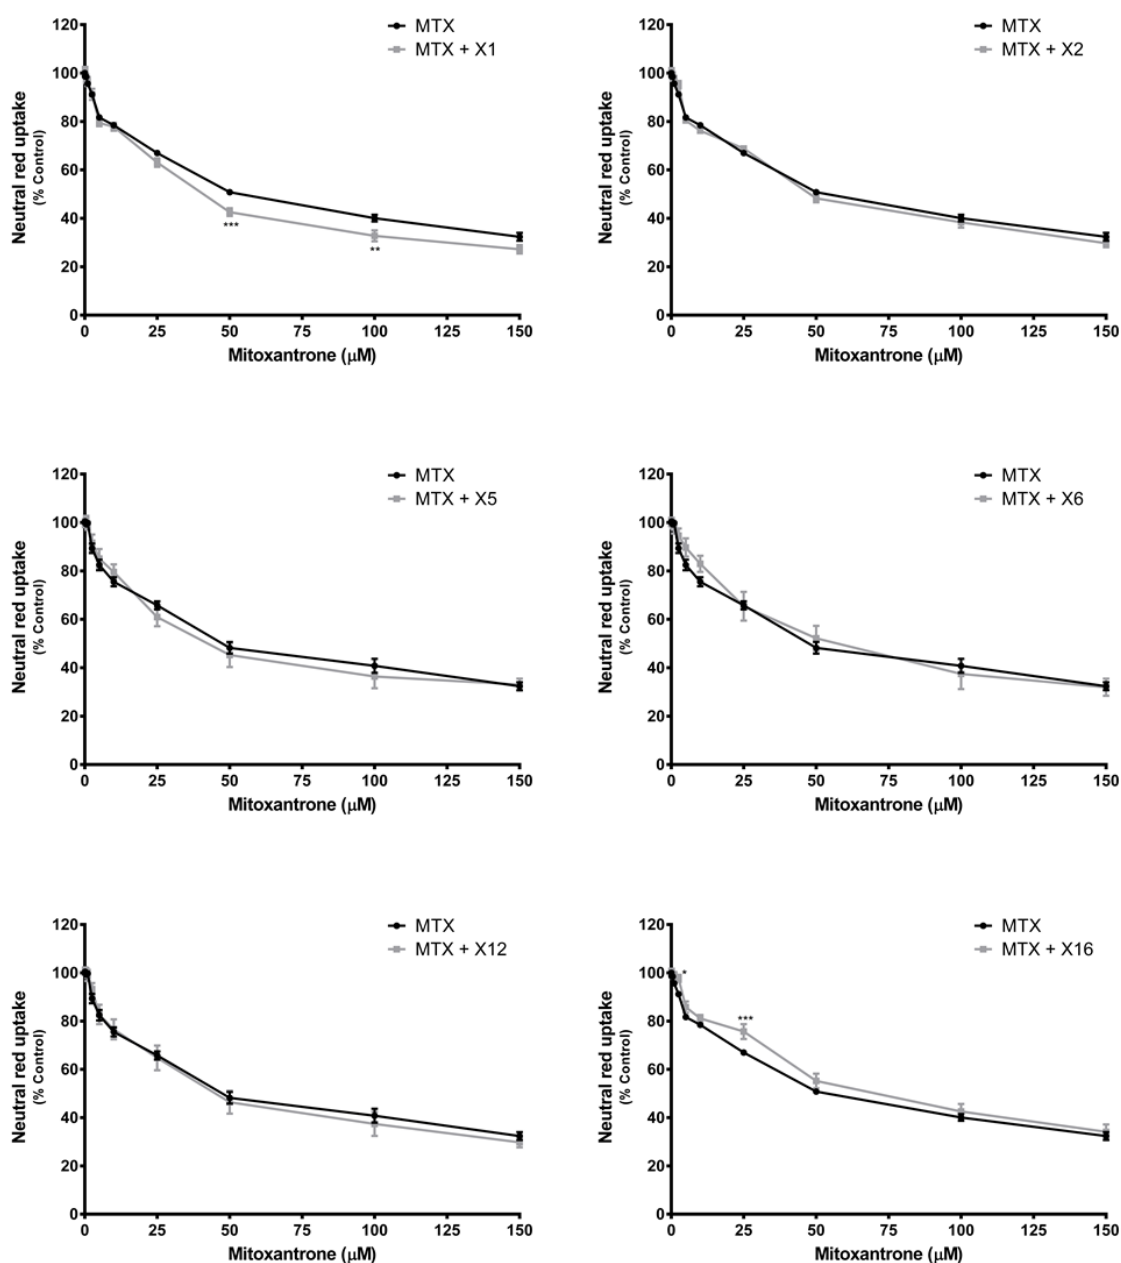 MTX
MTX + X1
120
100
80
60
40
20
0
Neutral red uptake
(% Control)
***
**
0 25 50 75 100 125 150
Mitoxantrone (μM)
MTX
MTX + X2
120
100
80
60
40
20
0
Neutral red uptake
(% Control)
0 25 50 75 100 125 150
Mitoxantrone (μM)
MTX
MTX + X5
120
100
80
60
40
20
0
Neutral red uptake
(% Control)
0 25 50 75 100 125 150
Mitoxantrone (μM)
MTX
MTX + X6
120
100
80
60
40
20
0
Neutral red uptake
(% Control)
0 25 50 75 100 125 150
Mitoxantrone (μM)
MTX
MTX + X12
120
100
80
60
40
20
0
Neutral red uptake
(% Control)
0 25 50 75 100 125 150
Mitoxantrone (μM)
MTX
MTX + X16
120
100
80
60
40
20
0
Neutral red uptake
(% Control)
*
***
0 25 50 75 100 125 150
Mitoxantrone (μM)